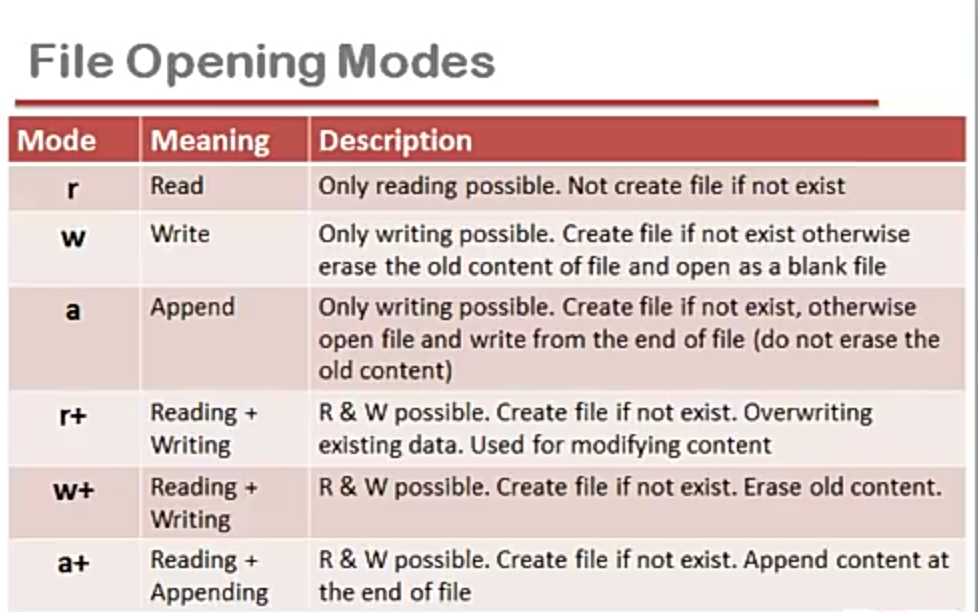 File Opening Modes
Mode Meaning Description
r Read Only reading possible. Not create file if not exist
w Write Only writing possible. Create file if not exist otherwise
erase the old content of file and open as a blank file
a Append Only writing possible. Create file if not exist, otherwise
open file and write from the end of file (do not erase the
old content)
r+ Reading + R & W possible. Create file if not exist. Overwriting
Writing existing data. Used for modifying content
w+ Reading + R & W possible. Create file if not exist. Erase old content.
Writing
a+ Reading + R & W possible. Create file if not exist. Append content at
Appending the end of file